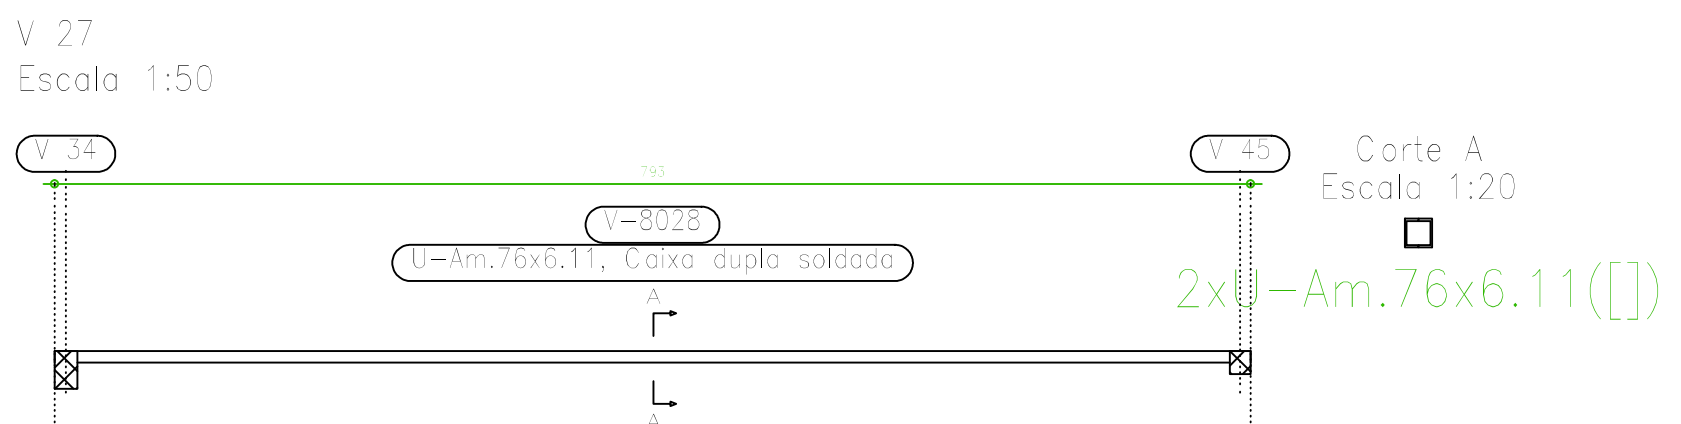 V 27
Escala 1:50
V 34
V 45
793
Corte A
Escala 1:20
V-8028
U-Am.76x6.11, Caixa dupla soldada
2xU-Am.76x6.11([])
A
A